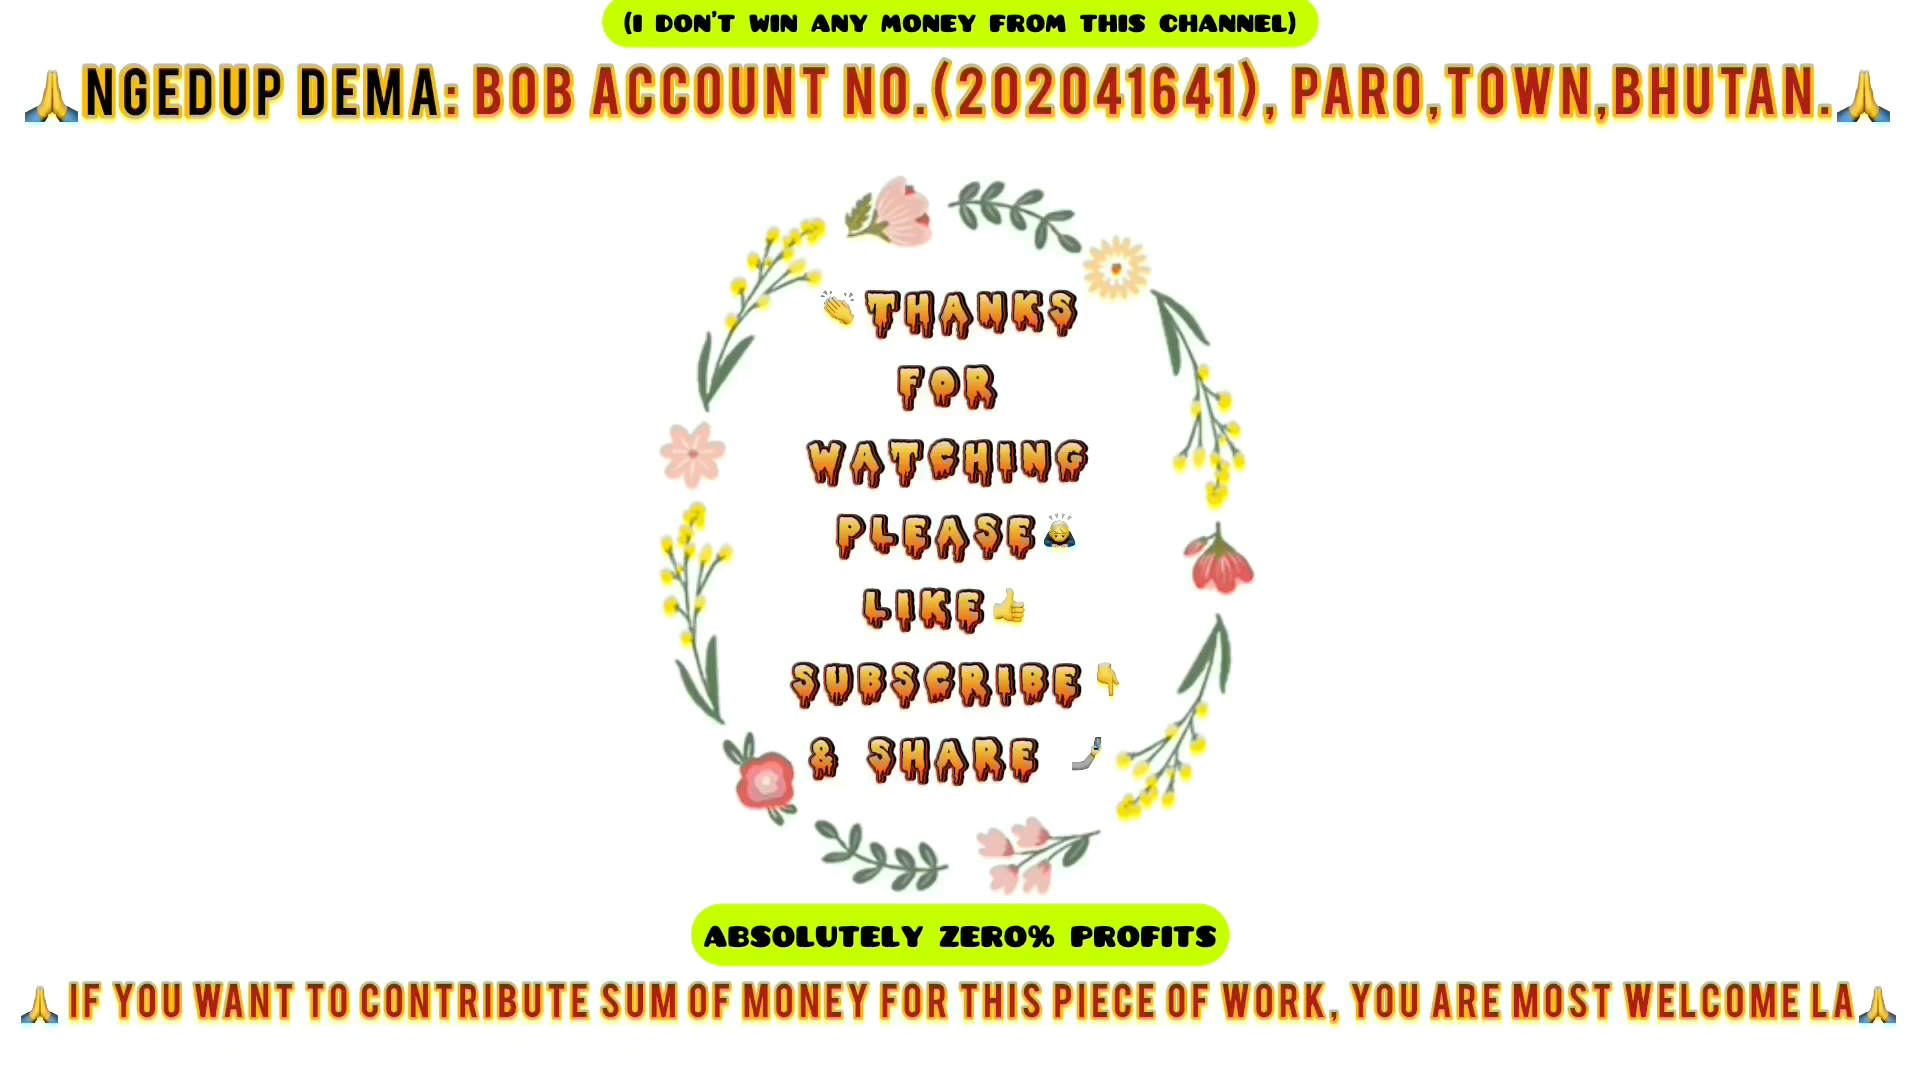 (I DON'T WIN ANY MONEY FROM THIS CHANNEL)
🙏NGEDUP DEMA: BOB ACCOUNT NO.(202041641), PARO,TOWN,BHUTAN.🙏
👏THANKS
FOR
WATCHING
PLEASE🙇
LIKE👍
SUBSCRIBE👇
& SHARE 🤳
ABSOLUTELY ZERO% PROFITS
🙏IF YOU WANT TO CONTRIBUTE SUM OF MONEY FOR THIS PIECE OF WORK, YOU ARE MOST WELCOME LA🙏